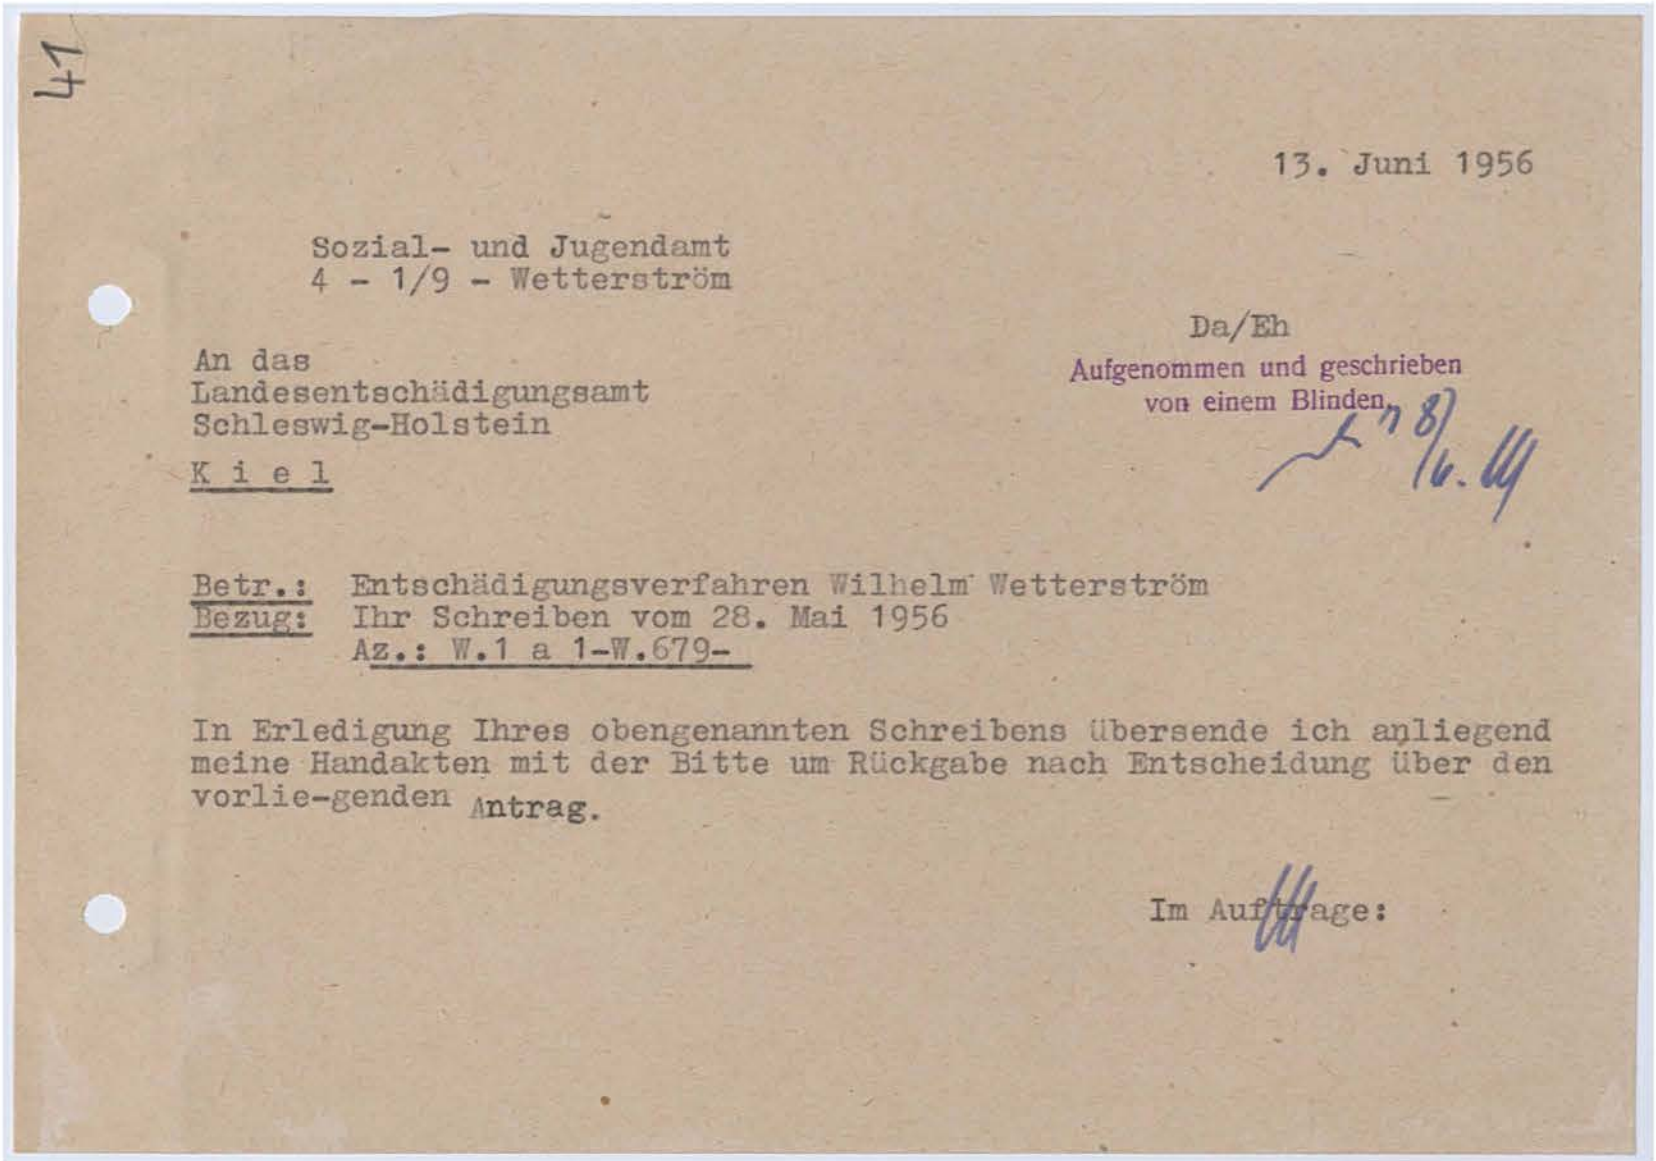 41
13. Juni 1956
Sozial- und Jugendamt
4 - 1/9 - Wetterström
Da/Eh
Aufgenommen und geschrieben
von einem Blinden.
An das
Landesentschädigungsamt
Schleswig-Holstein
K i e l
Betr.: Entschädigungsverfahren Wilhelm Wetterström
Bezug: Ihr Schreiben vom 28. Mai 1956
Az.: W.1 a 1-W.679-
In Erledigung Ihres obengenannten Schreibens übersende ich anliegend
meine Handakten mit der Bitte um Rückgabe nach Entscheidung über den
vorlie-genden Antrag.
Im Auftrage: